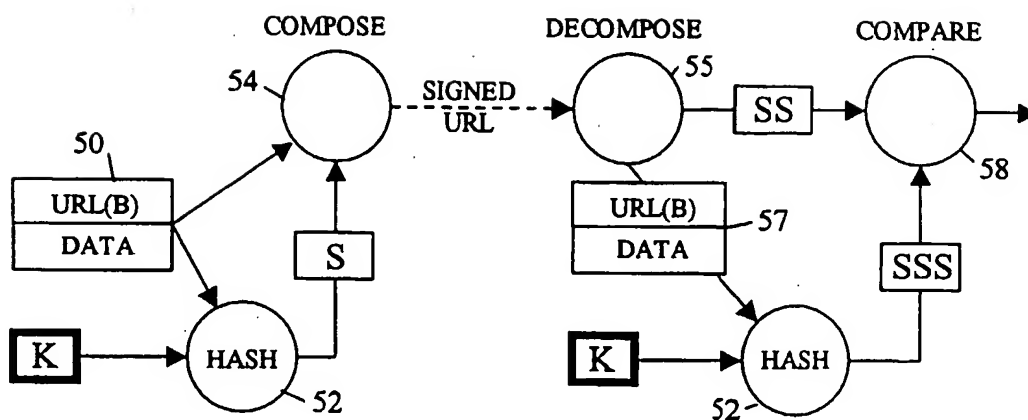 COMPOSE
DECOMPOSE
COMPARE
54
55
SIGNED
URL
SS
50
58
URL(B)
DATA
URL(B)
DATA
57
S
SSS
K
HASH
K
HASH
52
52